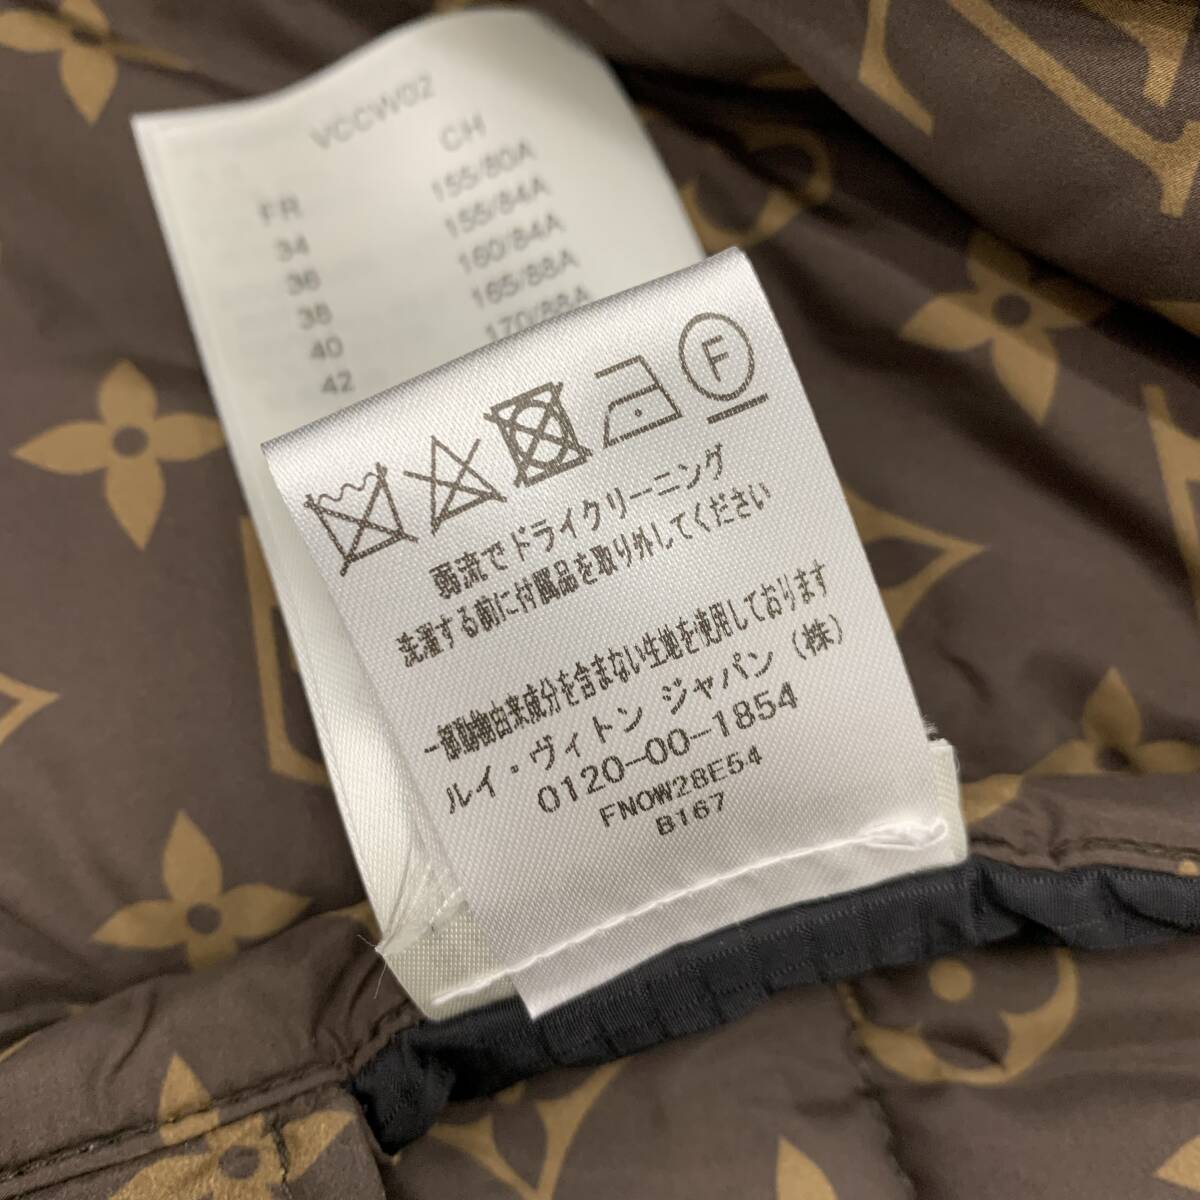 VCCW02
FR CH
34 155/80A
36 155/84A
38 160/84A
40 165/88A
42 170/88A
F
弱流でドライクリーニング
洗濯する前に付属品を取り外してください
一部動物由来成分を含まない生地を使用しております
ルイ・ヴィトン ジャパン(株)
0120-00-1854
FNOW28E54
B167